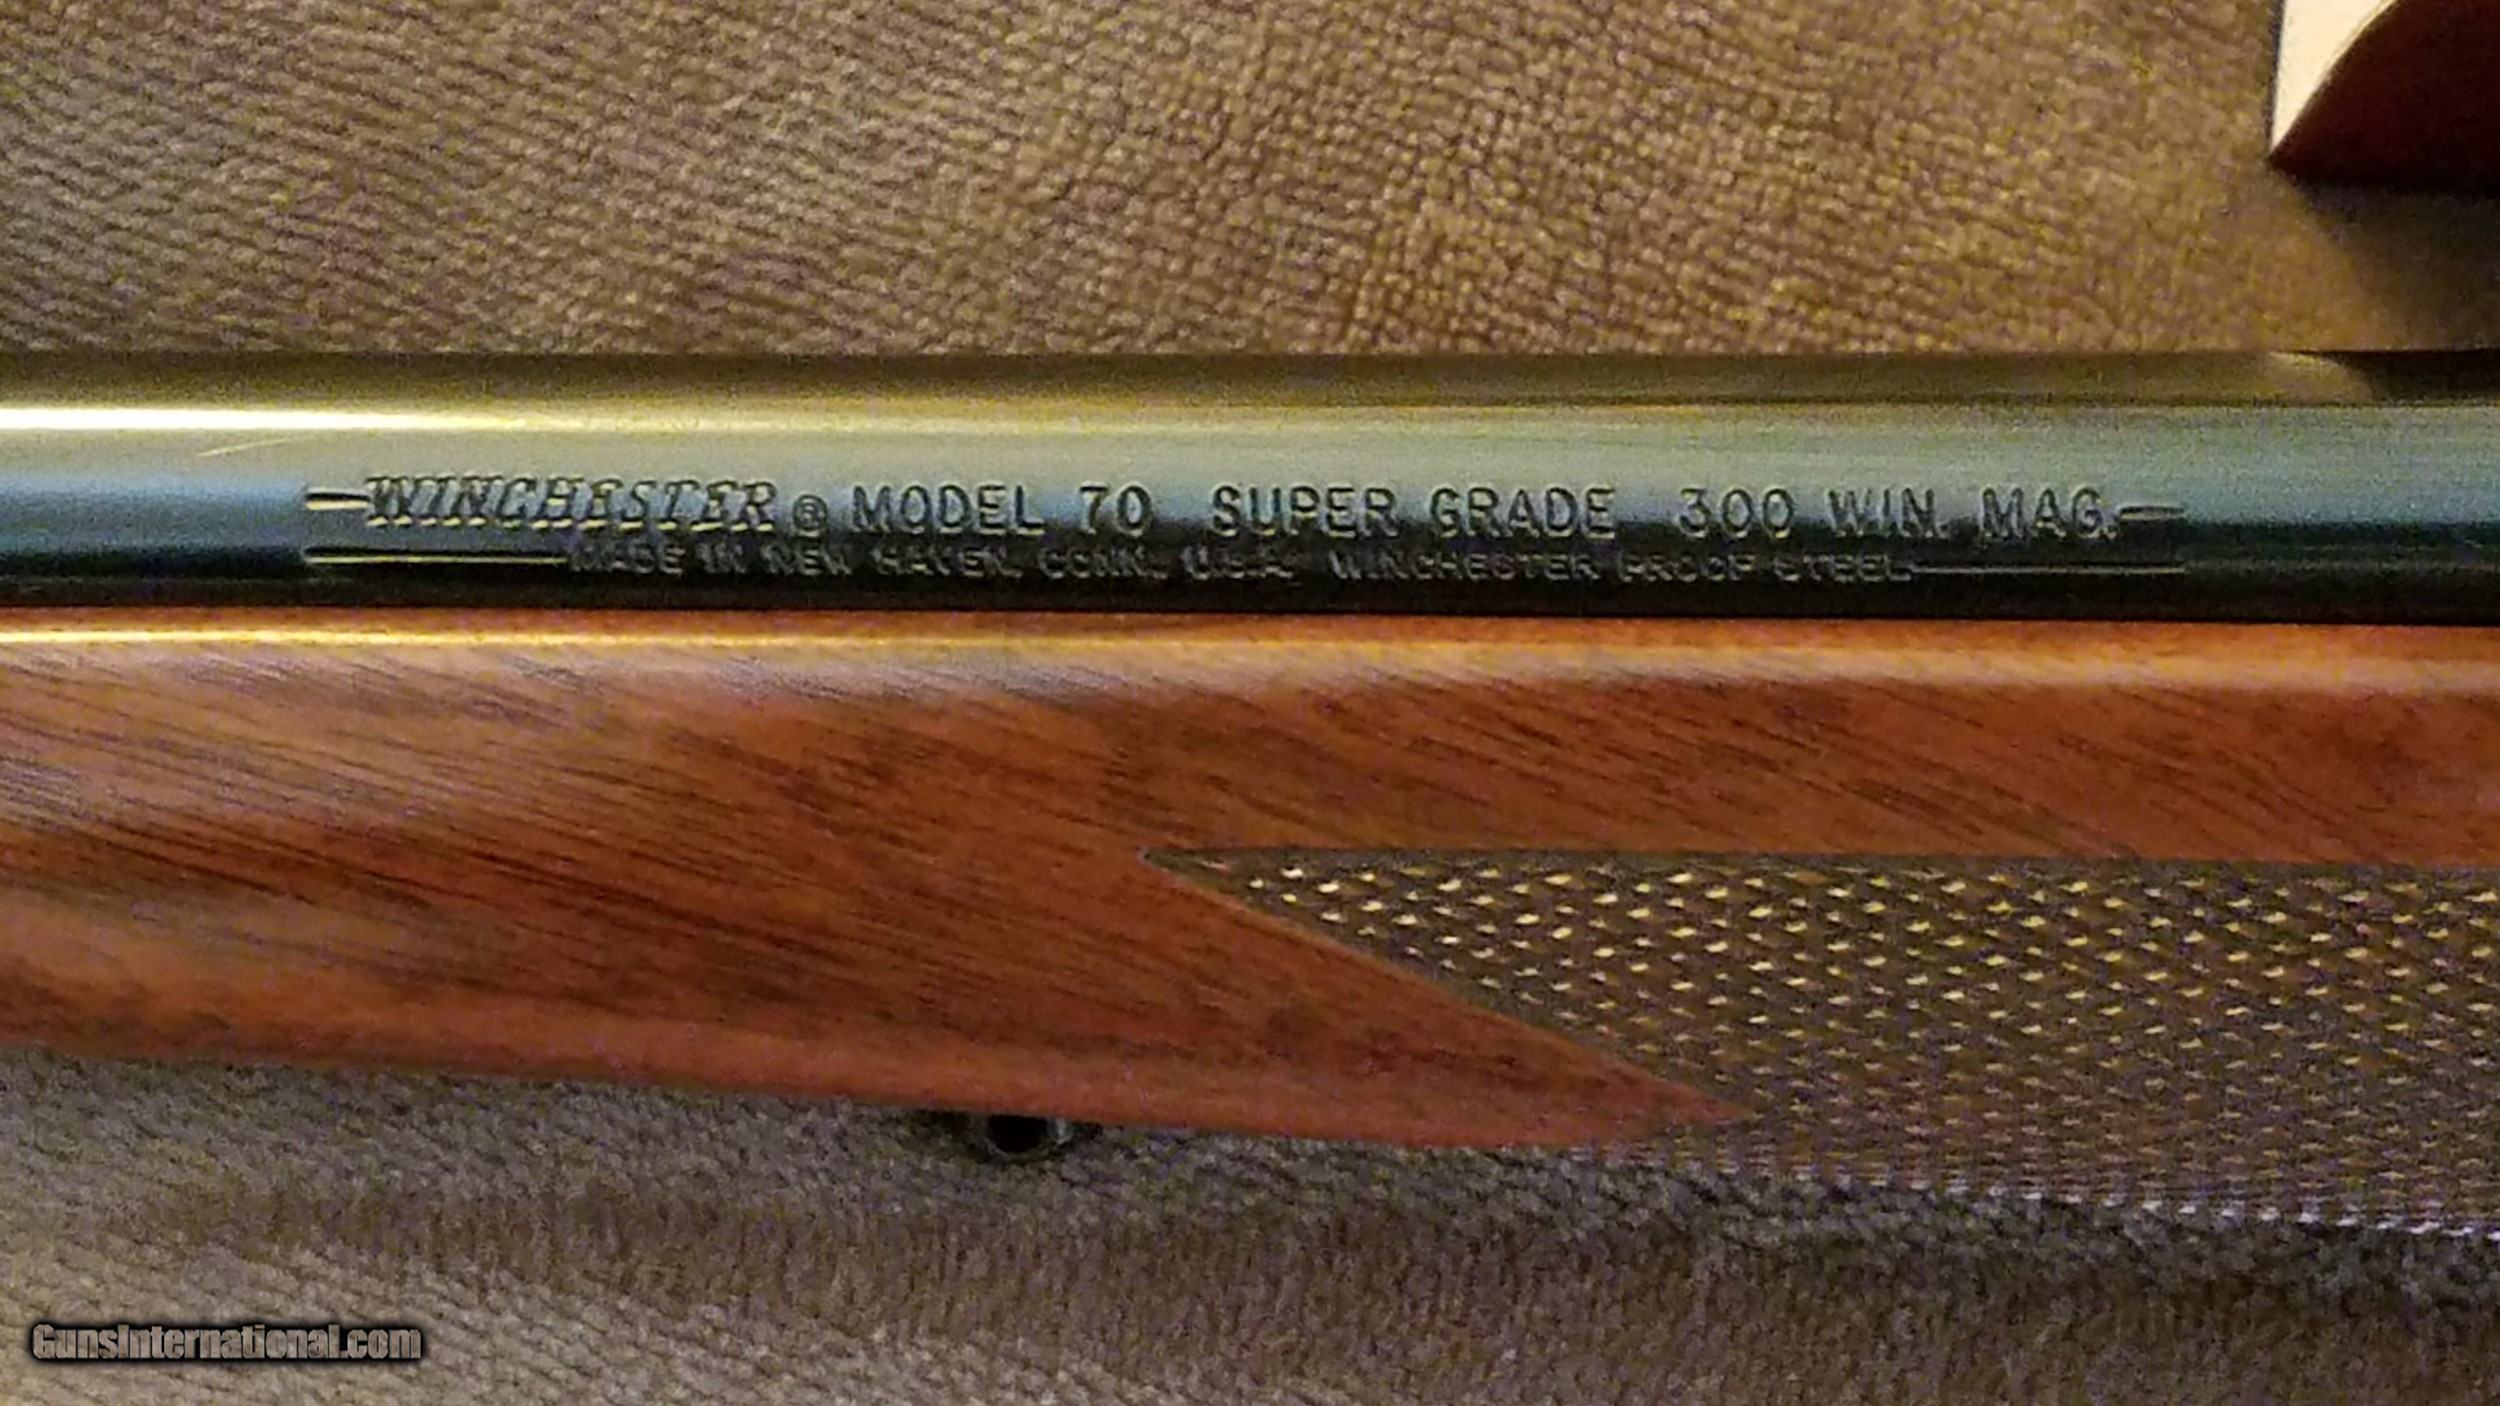 WINCHESTER® MODEL 70 SUPER GRADE 300 WIN. MAG.
MADE IN NEW HAVEN, CONN., U.S.A. WINCHESTER PROOF STEEL
GunsInternational.com